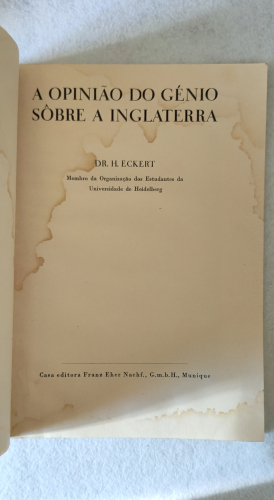 A OPINIÃO DO GÉNIO
SÔBRE A INGLATERRA
DR. H. ECKERT
Membro da Organização dos Estudantes da
Universidade de Heidelberg
Casa editora Franz Eher Nachf., G.m.b.H., Munique